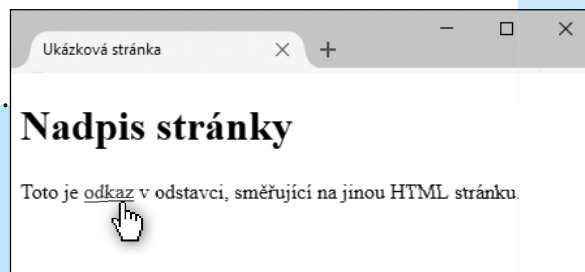 Ukázková stránka
Nadpis stránky
Toto je odkaz v odstavci, směřující na jinou HTML stránku.